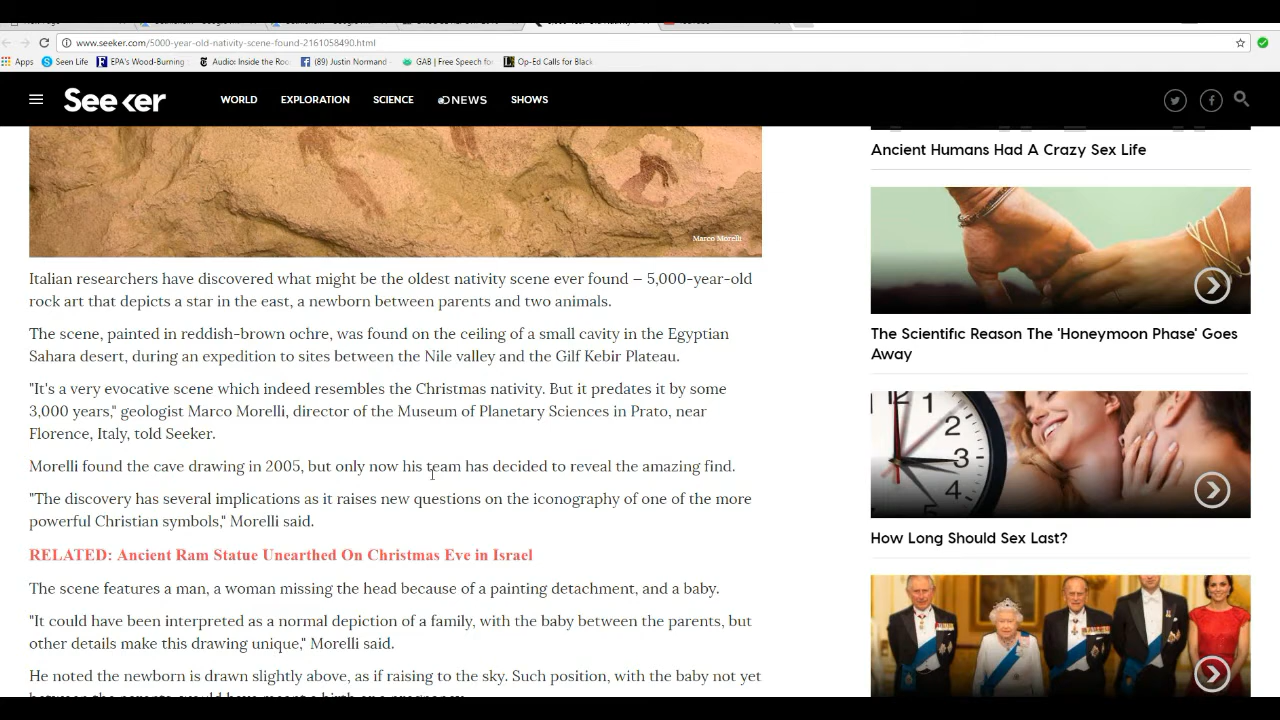 www.seeker.com/5000-year-old-nativity-scene-found-2161058490.html
Apps Seen Life EPA's Wood-Burning Audio: Inside the Ro (89) Justin Normand GAB | Free Speech fo Op-Ed Calls for Black
Seeker WORLD EXPLORATION SCIENCE NEWS SHOWS
Ancient Humans Had A Crazy Sex Life
Marco Morelli
Italian researchers have discovered what might be the oldest nativity scene ever found — 5,000-year-old
rock art that depicts a star in the east, a newborn between parents and two animals.
The scene, painted in reddish-brown ochre, was found on the ceiling of a small cavity in the Egyptian
Sahara desert, during an expedition to sites between the Nile valley and the Gilf Kebir Plateau.
"It's a very evocative scene which indeed resembles the Christmas nativity. But it predates it by some
3,000 years," geologist Marco Morelli, director of the Museum of Planetary Sciences in Prato, near
Florence, Italy, told Seeker.
Morelli found the cave drawing in 2005, but only now his team has decided to reveal the amazing find.
"The discovery has several implications as it raises new questions on the iconography of one of the more
powerful Christian symbols," Morelli said.
RELATED: Ancient Ram Statue Unearthed On Christmas Eve in Israel
The scene features a man, a woman missing the head because of a painting detachment, and a baby.
"It could have been interpreted as a normal depiction of a family, with the baby between the parents, but
other details make this drawing unique," Morelli said.
He noted the newborn is drawn slightly above, as if raising to the sky. Such position, with the baby not yet
The Scientific Reason The 'Honeymoon Phase' Goes
Away
12 1
2
3
4
How Long Should Sex Last?